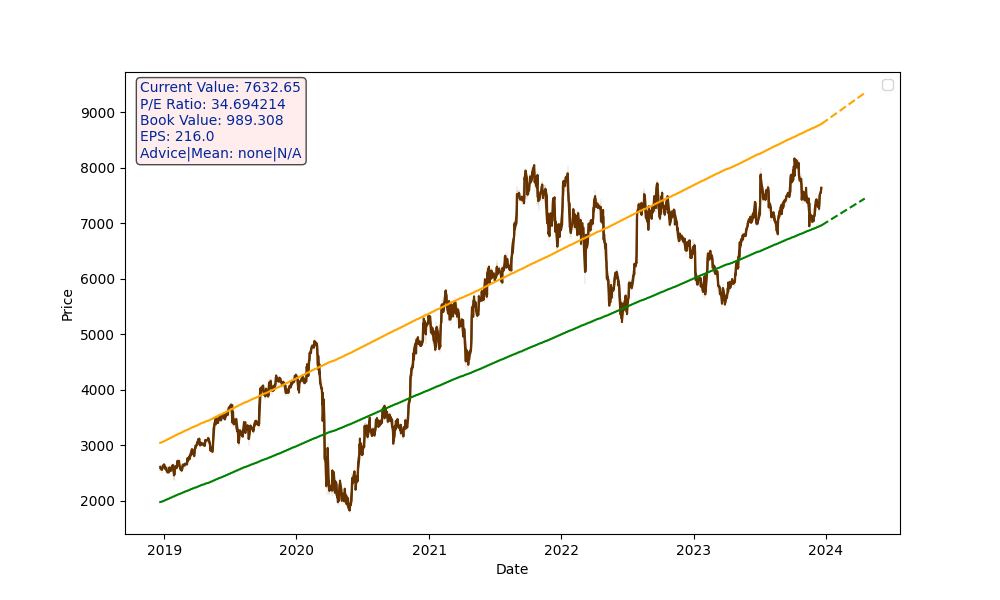 Current Value: 7632.65
P/E Ratio: 34.694214
Book Value: 989.308
EPS: 216.0
Advice|Mean: none|N/A
9000
8000
7000
6000
5000
4000
3000
2000
Price
2019 2020 2021 2022 2023 2024
Date